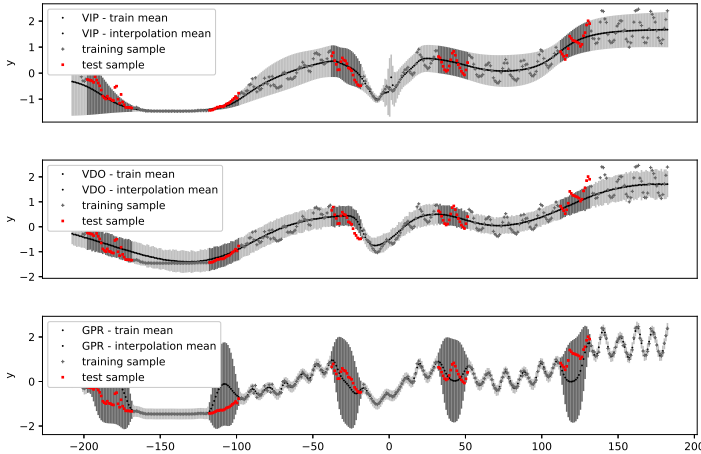 VIP - train mean
VIP - interpolation mean
training sample
test sample
y
2
1
0
−1
VDO - train mean
VDO - interpolation mean
training sample
test sample
y
2
1
0
−1
−2
GPR - train mean
GPR - interpolation mean
training sample
test sample
y
2
0
−2
−200
−150
−100
−50
0
50
100
150
200